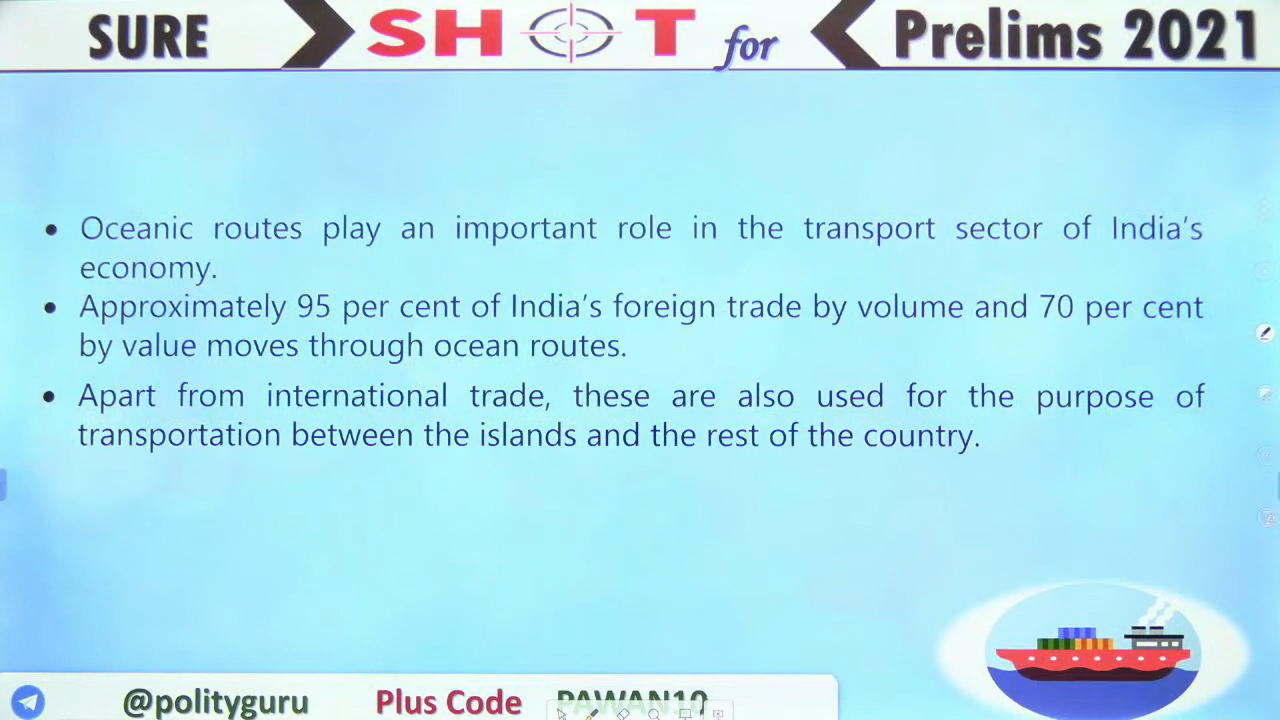 SURE SHOT for Prelims 2021
• Oceanic routes play an important role in the transport sector of India's
economy.
• Approximately 95 per cent of India's foreign trade by volume and 70 per cent
by value moves through ocean routes.
• Apart from international trade, these are also used for the purpose of
transportation between the islands and the rest of the country.
@polityguru Plus Code PAWAN10